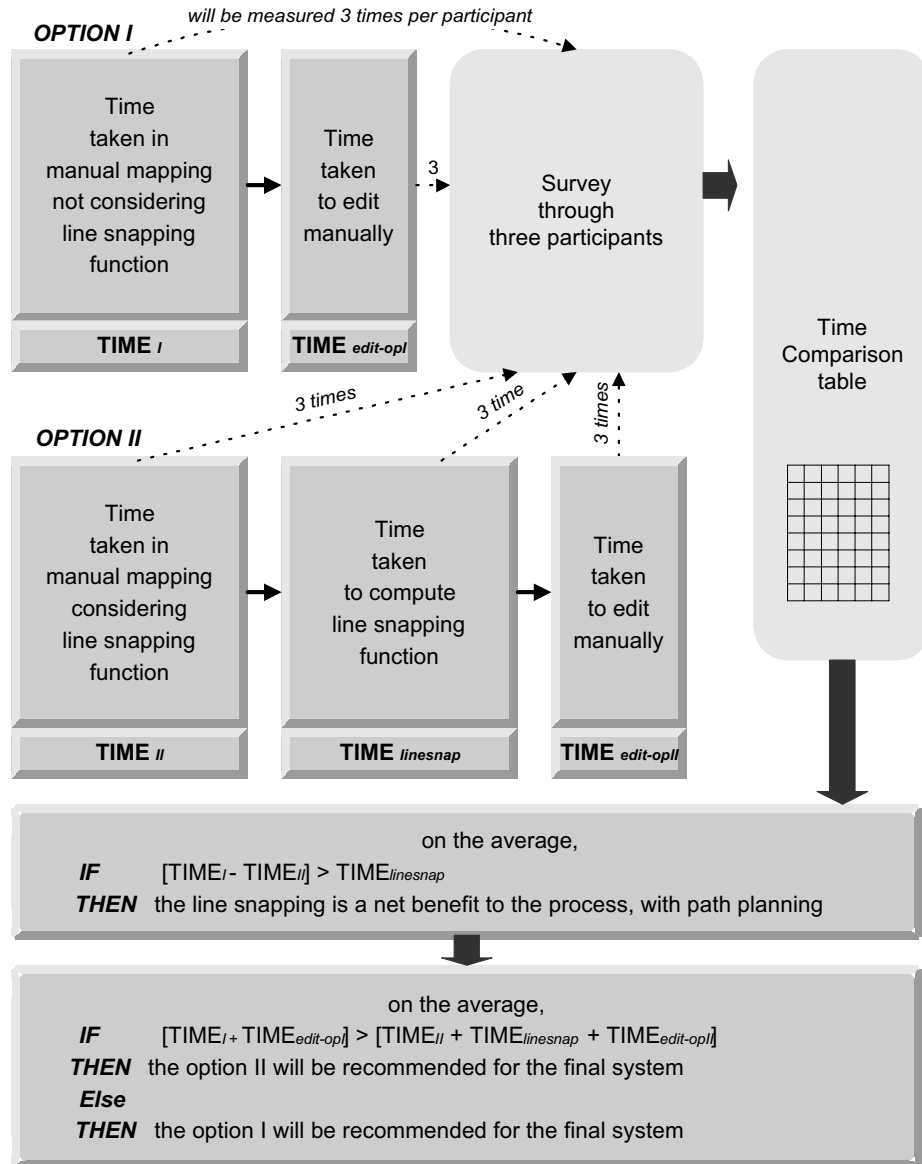 will be measured 3 times per participant
OPTION I
Time
taken in
manual mapping
not considering
line snapping
function
TIME I
Time
taken
to edit
manually
TIME edit-opI
3
Survey
through
three participants
Time
Comparison
table
3 times
3 time
3 times
OPTION II
Time
taken in
manual mapping
considering
line snapping
function
TIME II
Time
taken
to compute
line snapping
function
TIME linesnap
Time
taken
to edit
manually
TIME edit-opII
on the average,
IF [TIMEI - TIMEII] > TIMElinesnap
THEN the line snapping is a net benefit to the process, with path planning
on the average,
IF [TIMEI + TIMEedit-opI] > [TIMEII + TIMElinesnap + TIMEedit-opII]
THEN the option II will be recommended for the final system
Else
THEN the option I will be recommended for the final system